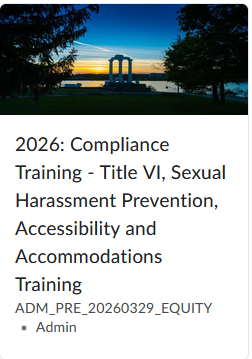 2026: Compliance
Training - Title VI, Sexual
Harassment Prevention,
Accessibility and
Accommodations
Training
ADM_PRE_20260329_EQUITY
• Admin